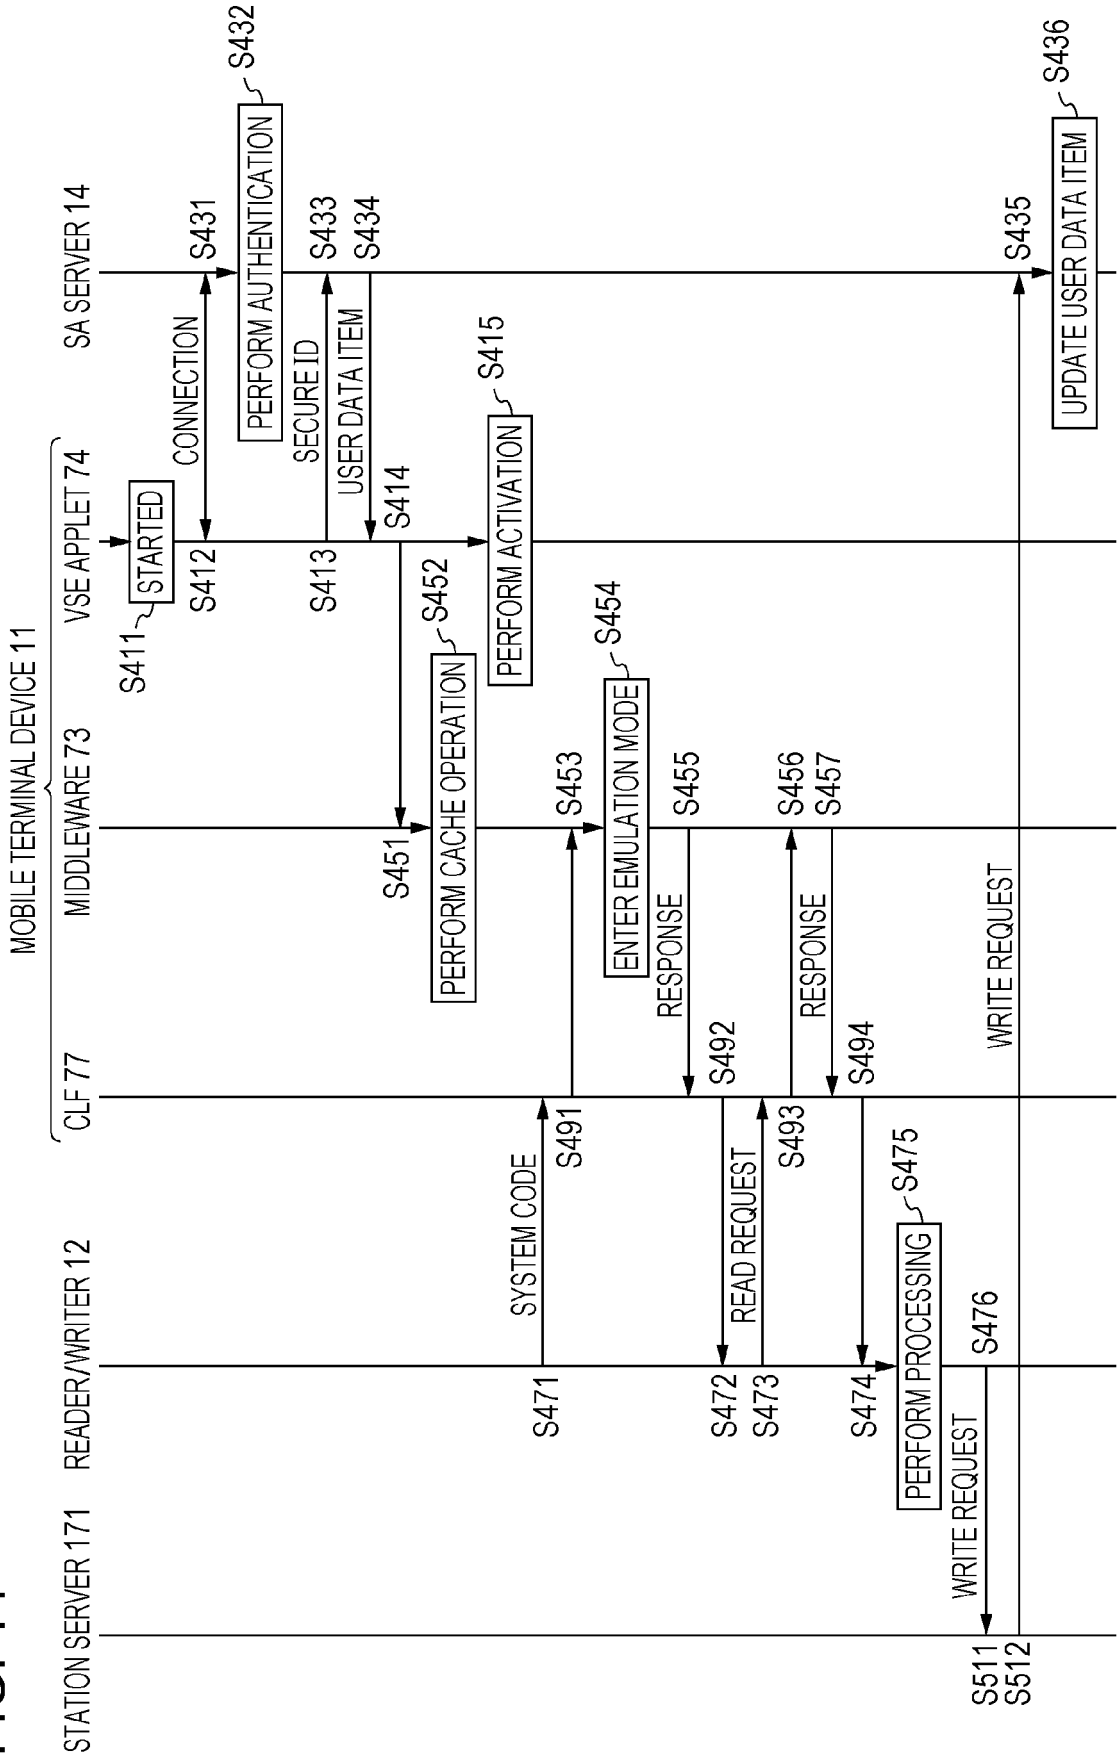 MOBILE TERMINAL DEVICE 11
STATION SERVER 171
READER/WRITER 12
CLF 77
MIDDLEWARE 73
VSE APPLET 74
SA SERVER 14
S411
STARTED
CONNECTION
S412
S431
PERFORM AUTHENTICATION
S432
SECURE ID
S413
S433
USER DATA ITEM
S434
S414
S451
PERFORM CACHE OPERATION
S452
PERFORM ACTIVATION
S415
SYSTEM CODE
S471
S491
S453
ENTER EMULATION MODE
S454
RESPONSE
S455
S492
S472
READ REQUEST
S473
S493
S456
RESPONSE
S457
S494
S474
PERFORM PROCESSING
S475
WRITE REQUEST
S476
S511
WRITE REQUEST
S512
S435
UPDATE USER DATA ITEM
S436